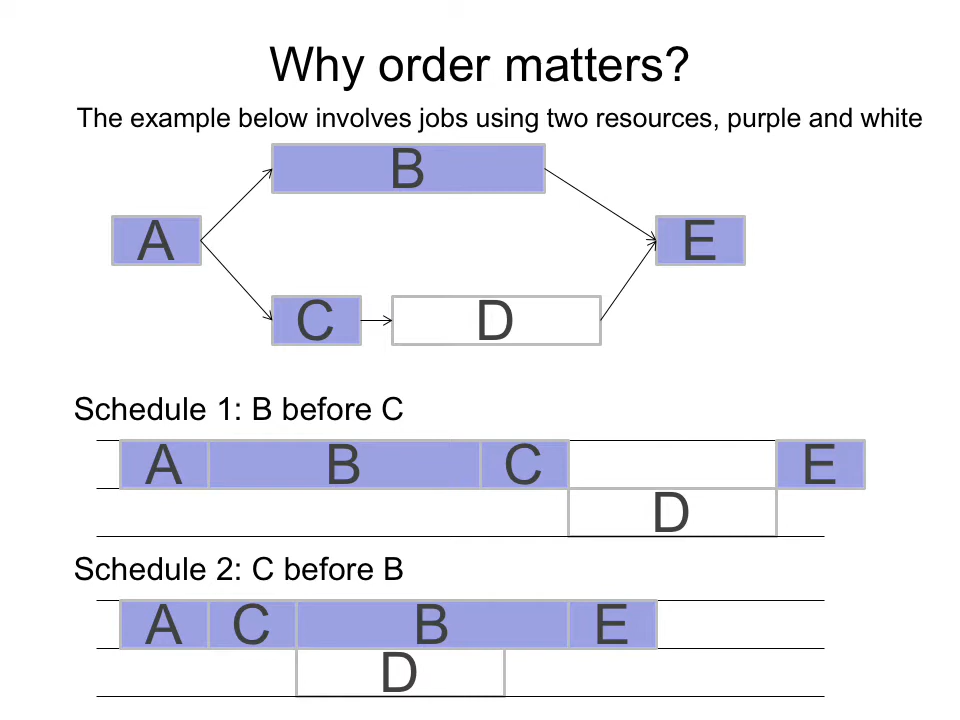 Why order matters?
The example below involves jobs using two resources, purple and white
B
A
E
C
D
Schedule 1: B before C
A B C E
D
Schedule 2: C before B
A C B E
D